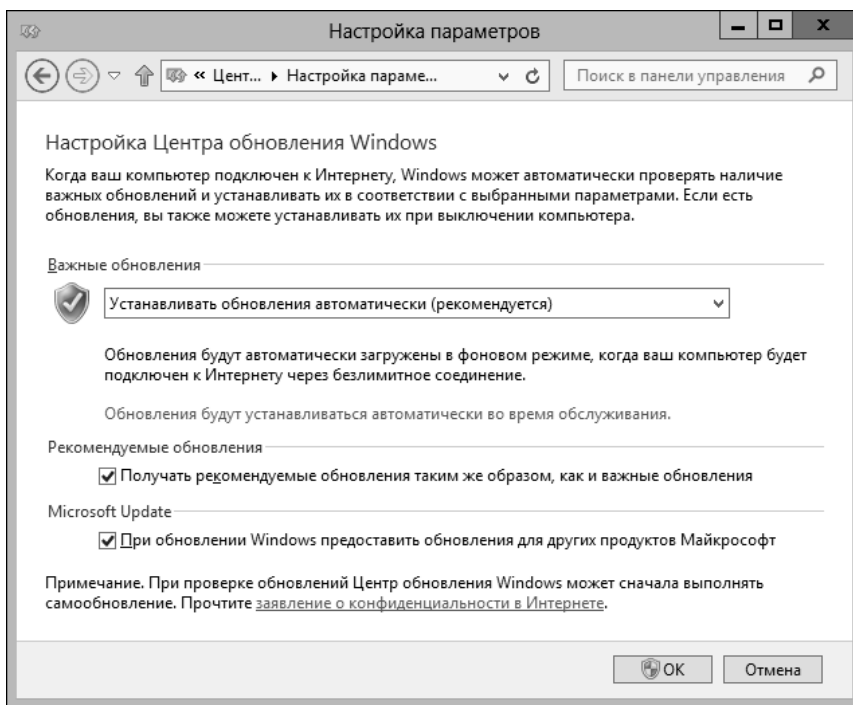 Настройка параметров
« Цент... Настройка параме...
Поиск в панели управления
Настройка Центра обновления Windows
Когда ваш компьютер подключен к Интернету, Windows может автоматически проверять наличие
важных обновлений и устанавливать их в соответствии с выбранными параметрами. Если есть
обновления, вы также можете устанавливать их при выключении компьютера.
Важные обновления
Устанавливать обновления автоматически (рекомендуется)
Обновления будут автоматически загружены в фоновом режиме, когда ваш компьютер будет
подключен к Интернету через безлимитное соединение.
Обновления будут устанавливаться автоматически во время обслуживания.
Рекомендуемые обновления
Получать рекомендуемые обновления таким же образом, как и важные обновления
Microsoft Update
При обновлении Windows предоставить обновления для других продуктов Майкрософт
Примечание. При проверке обновлений Центр обновления Windows может сначала выполнять
самообновление. Прочтите заявление о конфиденциальности в Интернете.
OK
Отмена